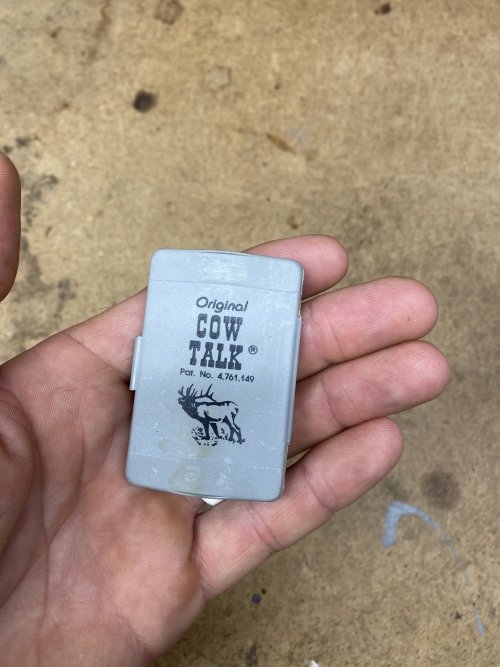 Original
COW
TALK®
Pat. No. 4,761,149